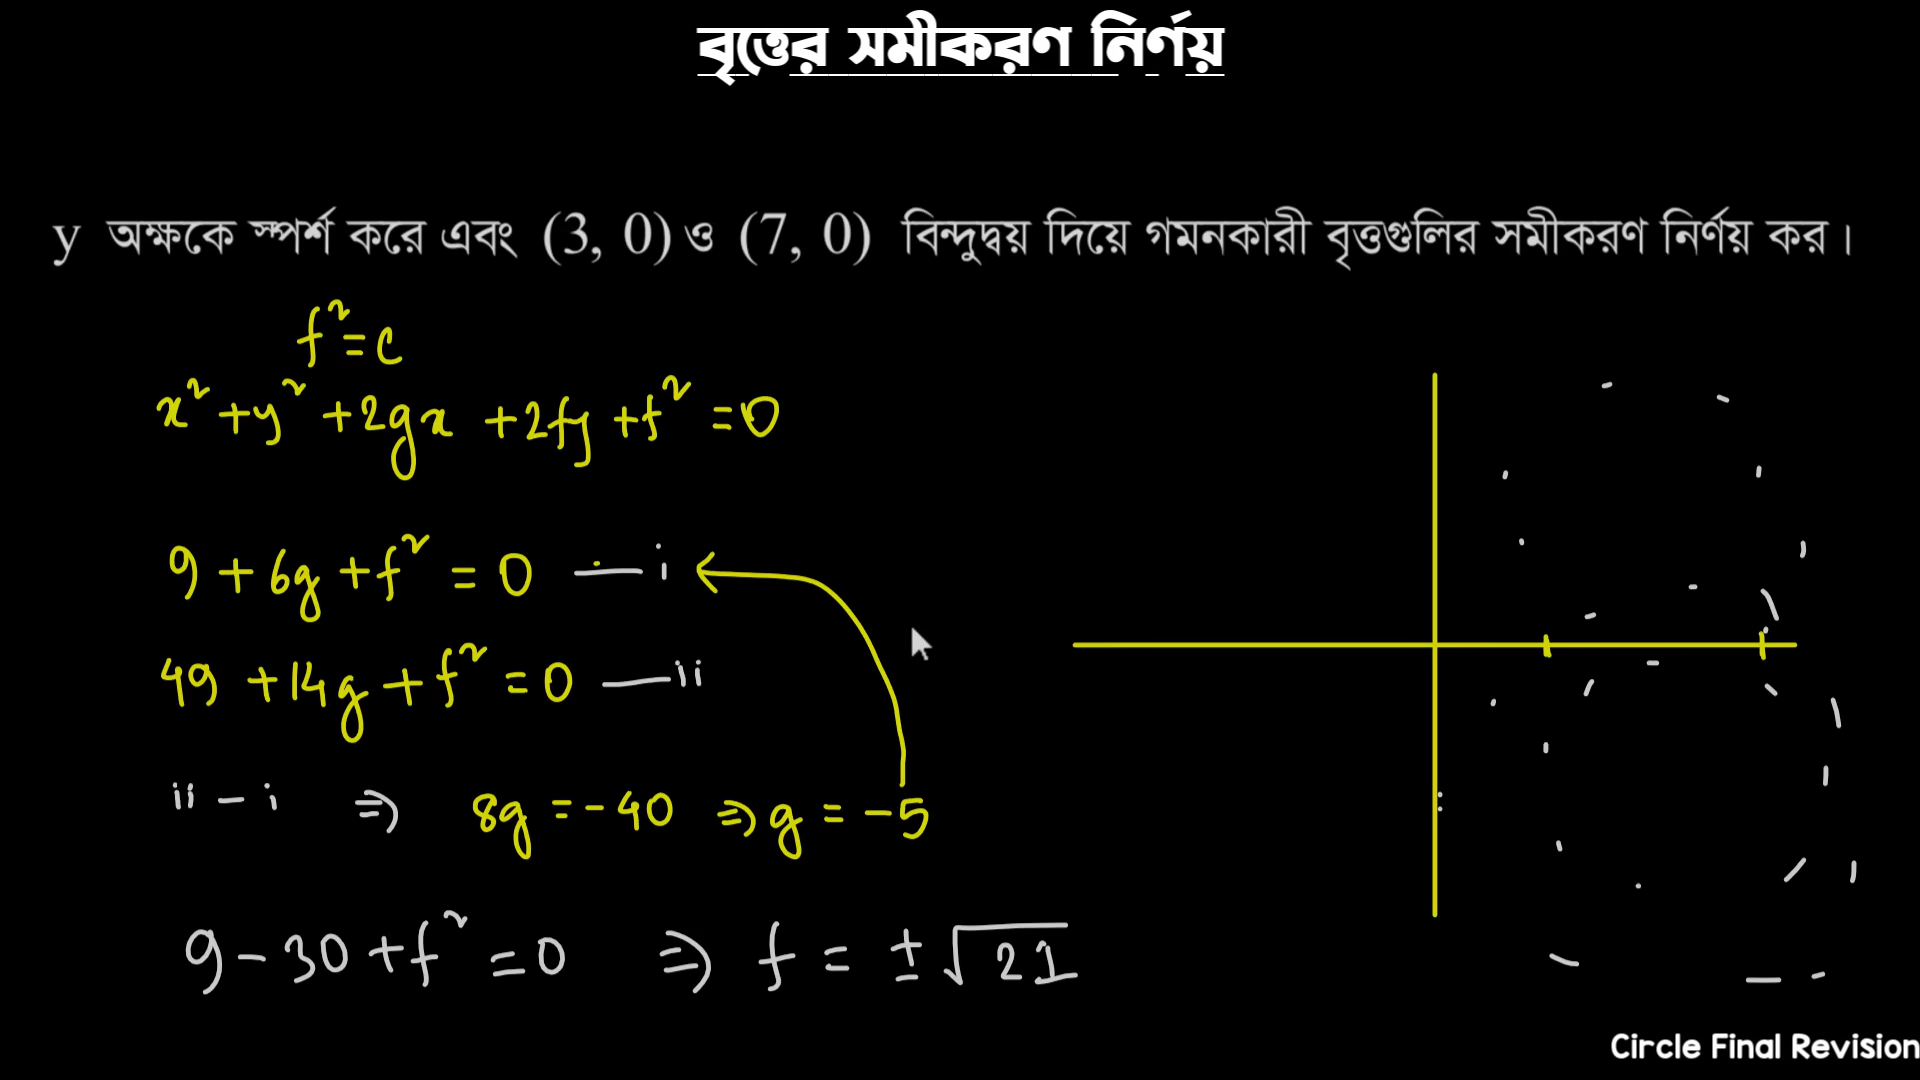 বৃত্তের সমীকরণ নির্ণয়
y অক্ষকে স্পর্শ করে এবং (3, 0) ও (7, 0) বিন্দুদ্বয় দিয়ে গমনকারী বৃত্তগুলির সমীকরণ নির্ণয় কর।
f² = c
x² + y² + 2gx + 2fy + f² = 0
9 + 6g + f² = 0 — i
49 + 14g + f² = 0 — ii
ii - i ⇒ 8g = -40 ⇒ g = -5
9 - 30 + f² = 0 ⇒ f = ± √21
Circle Final Revision